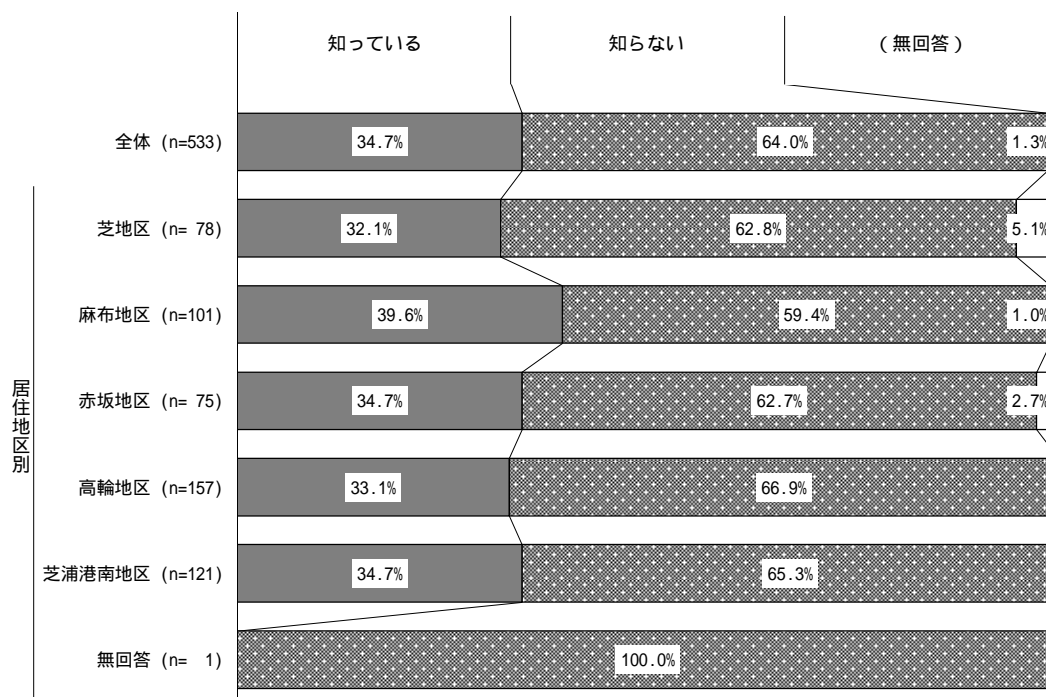 知っている 知らない (無回答)
全体 (n=533) 34.7% 64.0% 1.3%
芝地区 (n= 78) 32.1% 62.8% 5.1%
麻布地区 (n=101) 39.6% 59.4% 1.0%
赤坂地区 (n= 75) 34.7% 62.7% 2.7%
高輪地区 (n=157) 33.1% 66.9%
芝浦港南地区 (n=121) 34.7% 65.3%
無回答 (n= 1) 100.0%
居住地区別